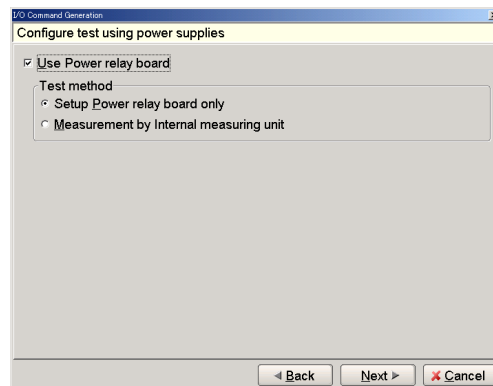 I/O Command Generation
Configure test using power supplies
Use Power relay board
Test method
Setup Power relay board only
Measurement by Internal measuring unit
Back Next Cancel